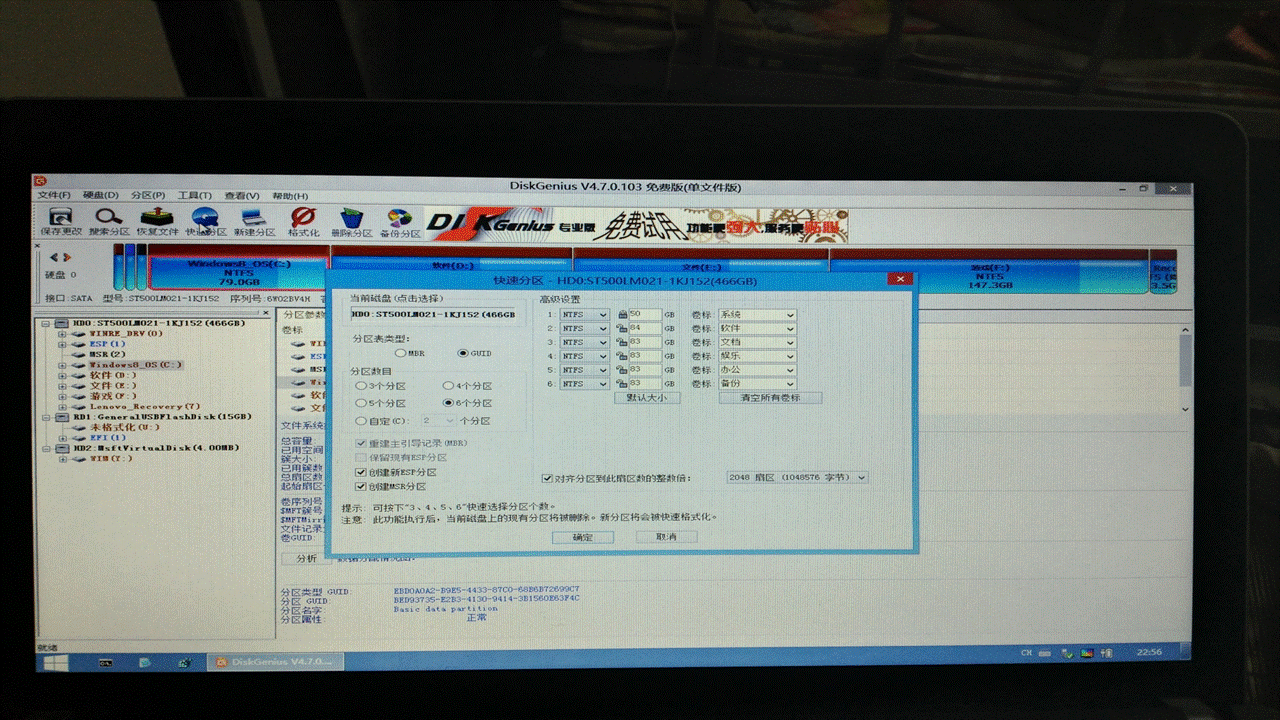 DiskGenius V4.7.0.103 免费版(单文件版)
文件(F) 硬盘(D) 分区(P) 工具(T) 查看(V) 帮助(H)
保存更改 搜索分区 恢复文件 快速分区 新建分区 格式化 删除分区 备份分区
DISKGenius 专业版 免费试用 功能更强大,服务更贴心
硬盘 0
Windows8_OS(C:)
NTFS
79.0GB
软件(D:)
文件(E:)
游戏(F:)
NTFS
147.3GB
接口:SATA 型号:ST500LM021-1KJ152 序列号:6W02BV4M
HD0:ST500LM021-1KJ152(466GB)
WINRE_DRV(0)
ESP(1)
MSR(2)
Windows8_OS(C:)
软件(D:)
文件(E:)
游戏(F:)
Lenovo_Recovery(7)
RD1:GeneralUSBFlashDisk(15GB)
未格式化(U:)
EFI(1)
HD2:MsftVirtualDisk(4.00MB)
WIM(Y:)
分区参数
卷标
文件系统
总容量
已用空间
簇大小:
已用簇数
总扇区数
起始扇区
卷序列号
$MFT簇号
$MFTMirr
文件记录
卷GUID
分析
分区类型 GUID: EBD0A0A2-B9E5-4433-87C0-68B6B72699C7
分区 GUID: BED93735-E2B3-4130-9414-3B1560E63F4C
分区名字: Basic data partition
分区属性: 正常
快速分区 - HD0:ST500LM021-1KJ152(466GB)
当前磁盘(点击选择)
HD0:ST500LM021-1KJ152 (466GB
分区表类型:
MBR GUID
分区数目
3个分区 4个分区
5个分区 6个分区
自定(C): 2 个分区
重建主引导记录(MBR)
保留现有ESP分区
创建新ESP分区
创建MSR分区
高级设置
1: NTFS 50 GB 卷标: 系统
2: NTFS 84 GB 卷标: 软件
3: NTFS 83 GB 卷标: 文档
4: NTFS 83 GB 卷标: 娱乐
5: NTFS 83 GB 卷标: 办公
6: NTFS 83 GB 卷标: 备份
默认大小 清空所有卷标
对齐分区到此扇区数的整数倍: 2048 扇区 (1048576 字节)
提示: 可按下"3、4、5、6"快速选择分区个数。
注意: 此功能执行后,当前磁盘上的现有分区将被删除。新分区将会被快速格式化。
确定 取消
就绪
DiskGenius V4.7.0....
CH
22:56